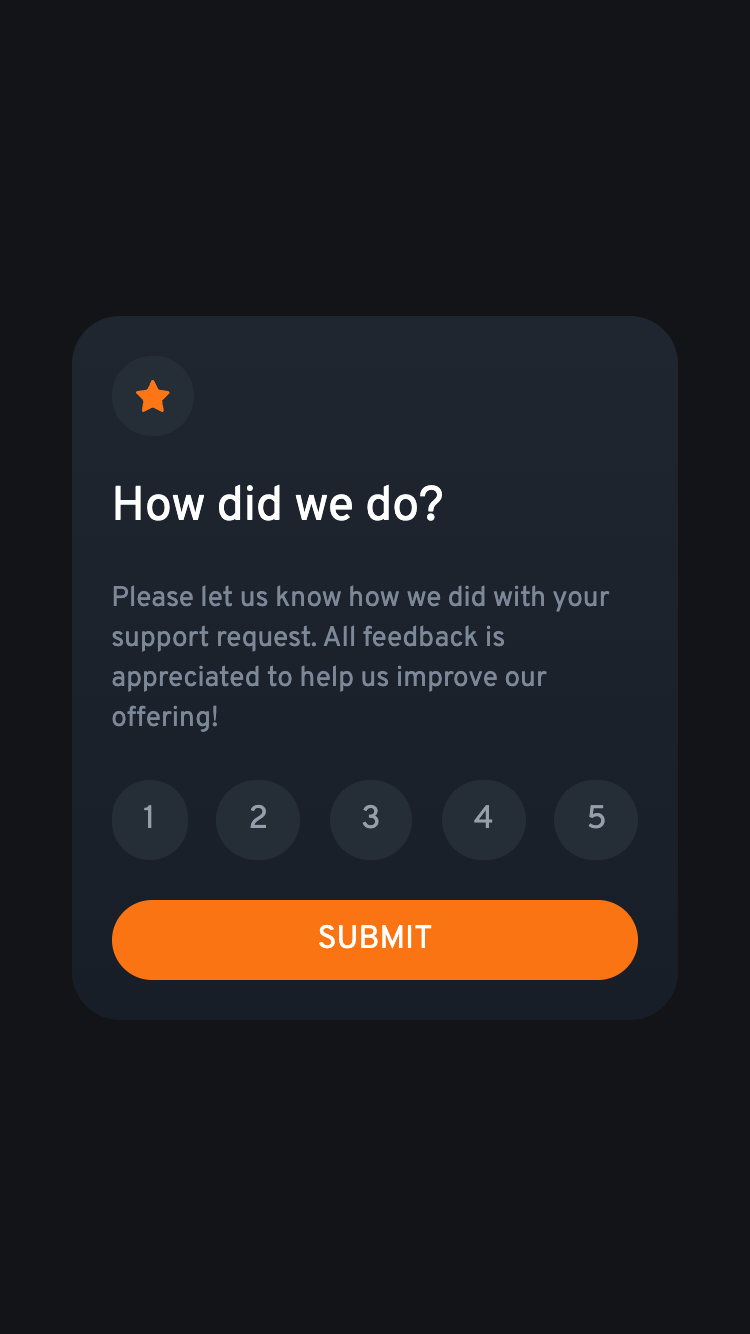 How did we do?
Please let us know how we did with your
support request. All feedback is
appreciated to help us improve our
offering!
1 2 3 4 5
SUBMIT